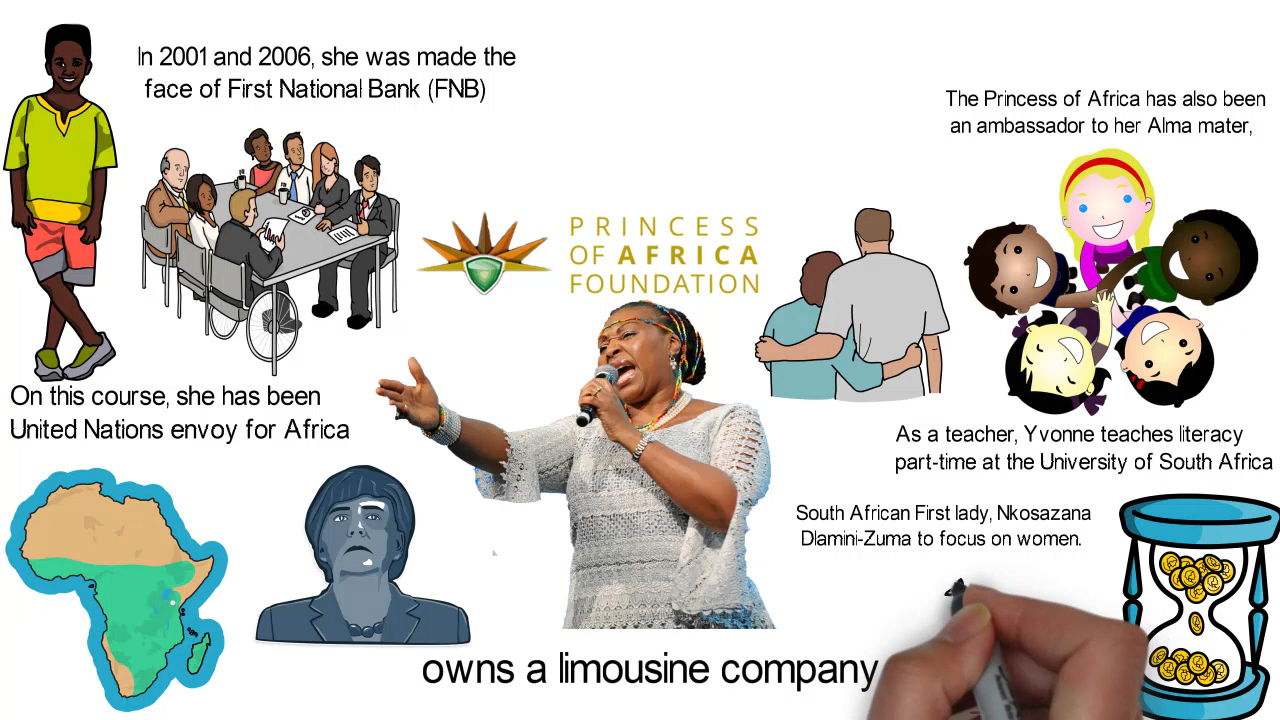 In 2001 and 2006, she was made the
face of First National Bank (FNB)
The Princess of Africa has also been
an ambassador to her Alma mater,
PRINCESS
OF AFRICA
FOUNDATION
On this course, she has been
United Nations envoy for Africa
As a teacher, Yvonne teaches literacy
part-time at the University of South Africa
South African First lady, Nkosazana
Dlamini-Zuma to focus on women.
owns a limousine company